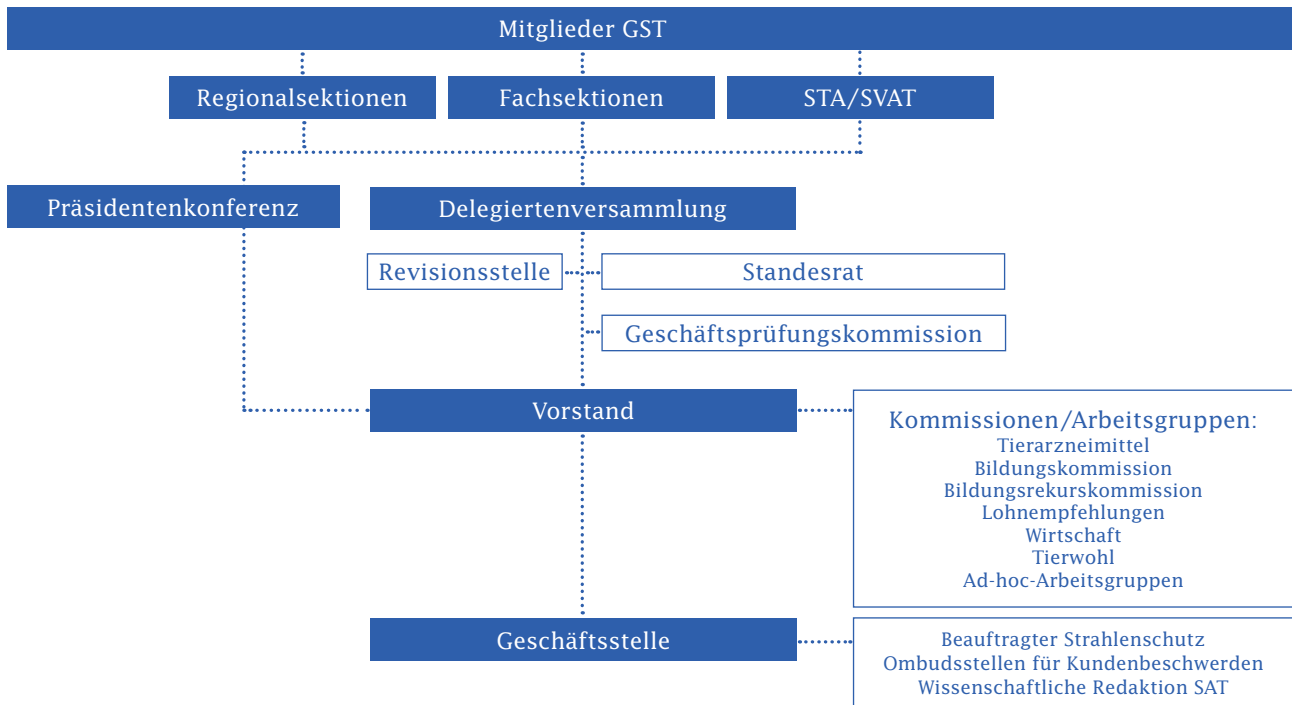 Mitglieder GST
Regionalsektionen
Fachsektionen
STA/SVAT
Präsidentenkonferenz
Delegiertenversammlung
Revisionsstelle
Standesrat
Geschäftsprüfungskommission
Vorstand
Kommissionen/Arbeitsgruppen:
Tierarzneimittel
Bildungskommission
Bildungsrekurskommission
Lohnempfehlungen
Wirtschaft
Tierwohl
Ad-hoc-Arbeitsgruppen
Geschäftsstelle
Beauftragter Strahlenschutz
Ombudsstellen für Kundenbeschwerden
Wissenschaftliche Redaktion SAT